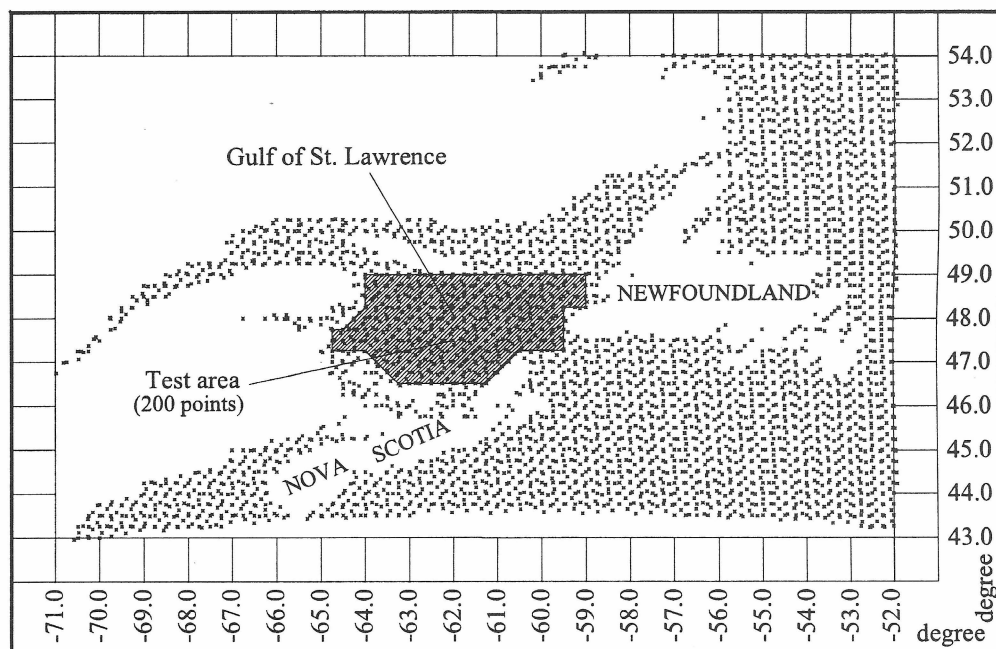 54.0
53.0
52.0
Gulf of St. Lawrence
51.0
50.0
49.0
NEWFOUNDLAND
48.0
47.0
Test area
(200 points)
46.0
NOVA SCOTIA
45.0
44.0
43.0
-71.0 -70.0 -69.0 -68.0 -67.0 -66.0 -65.0 -64.0 -63.0 -62.0 -61.0 -60.0 -59.0 -58.0 -57.0 -56.0 -55.0 -54.0 -53.0 -52.0
degree
degree